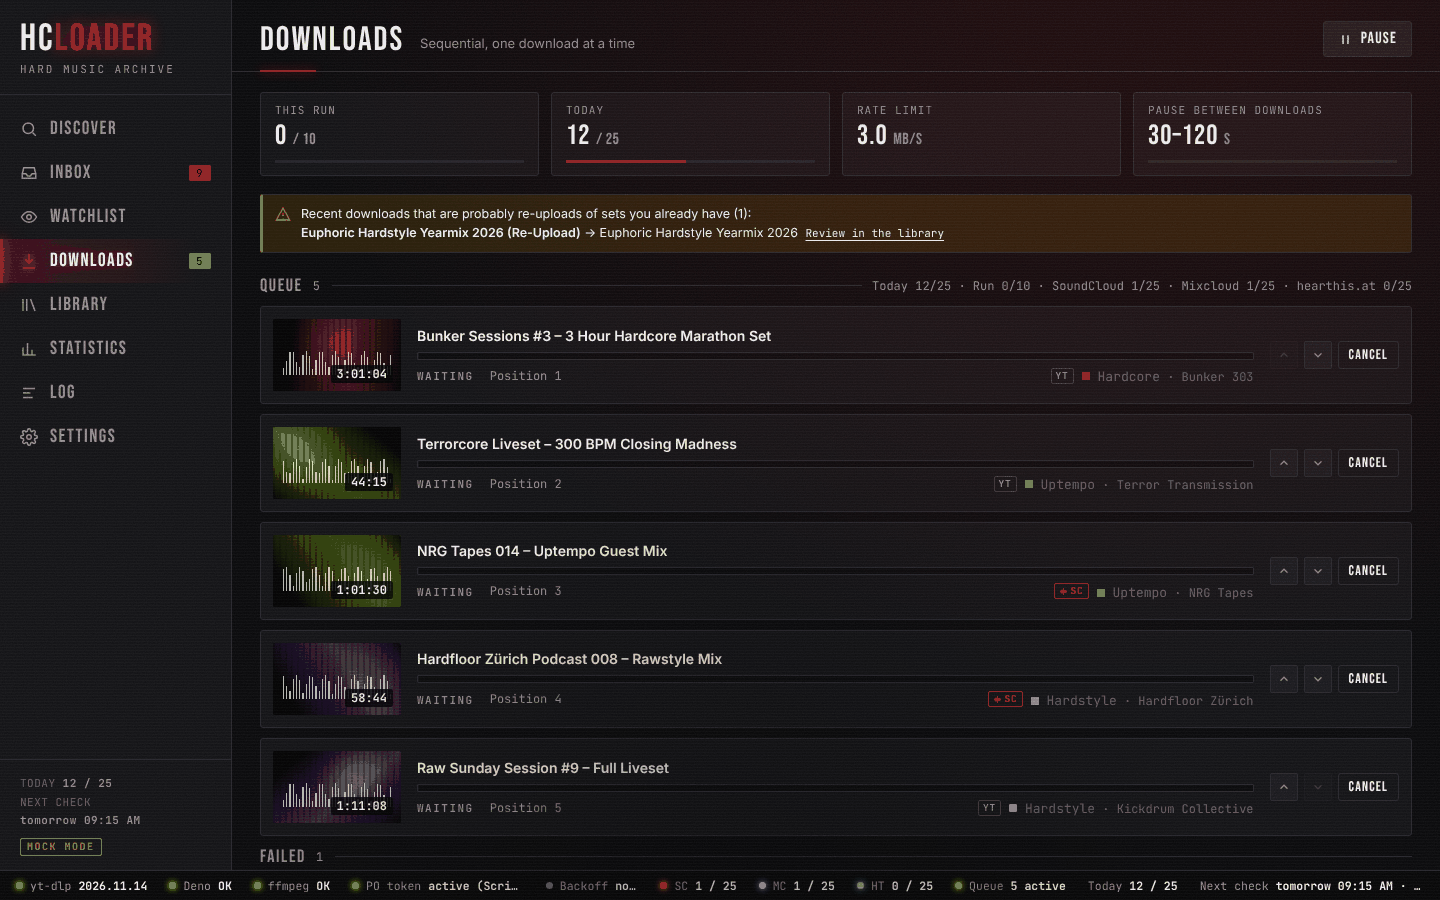 HCLOADER
HARD MUSIC ARCHIVE
DISCOVER
INBOX 9
WATCHLIST
DOWNLOADS 5
LIBRARY
STATISTICS
LOG
SETTINGS
TODAY 12 / 25
NEXT CHECK
tomorrow 09:15 AM
MOCK MODE
DOWNLOADS Sequential, one download at a time
PAUSE
THIS RUN
0 / 10
TODAY
12 / 25
RATE LIMIT
3.0 MB/S
PAUSE BETWEEN DOWNLOADS
30–120 S
Recent downloads that are probably re-uploads of sets you already have (1):
Euphoric Hardstyle Yearmix 2026 (Re-Upload) → Euphoric Hardstyle Yearmix 2026 Review in the library
QUEUE 5 Today 12/25 · Run 0/10 · SoundCloud 1/25 · Mixcloud 1/25 · hearthis.at 0/25
3:01:04
Bunker Sessions #3 – 3 Hour Hardcore Marathon Set
WAITING Position 1 YT Hardcore · Bunker 303
CANCEL
44:15
Terrorcore Liveset – 300 BPM Closing Madness
WAITING Position 2 YT Uptempo · Terror Transmission
CANCEL
1:01:30
NRG Tapes 014 – Uptempo Guest Mix
WAITING Position 3 SC Uptempo · NRG Tapes
CANCEL
58:44
Hardfloor Zürich Podcast 008 – Rawstyle Mix
WAITING Position 4 SC Hardstyle · Hardfloor Zürich
CANCEL
1:11:08
Raw Sunday Session #9 – Full Liveset
WAITING Position 5 YT Hardstyle · Kickdrum Collective
CANCEL
FAILED 1
yt-dlp 2026.11.14 Deno OK ffmpeg OK PO token active (Scri… Backoff no… SC 1 / 25 MC 1 / 25 HT 0 / 25 Queue 5 active Today 12 / 25 Next check tomorrow 09:15 AM · …